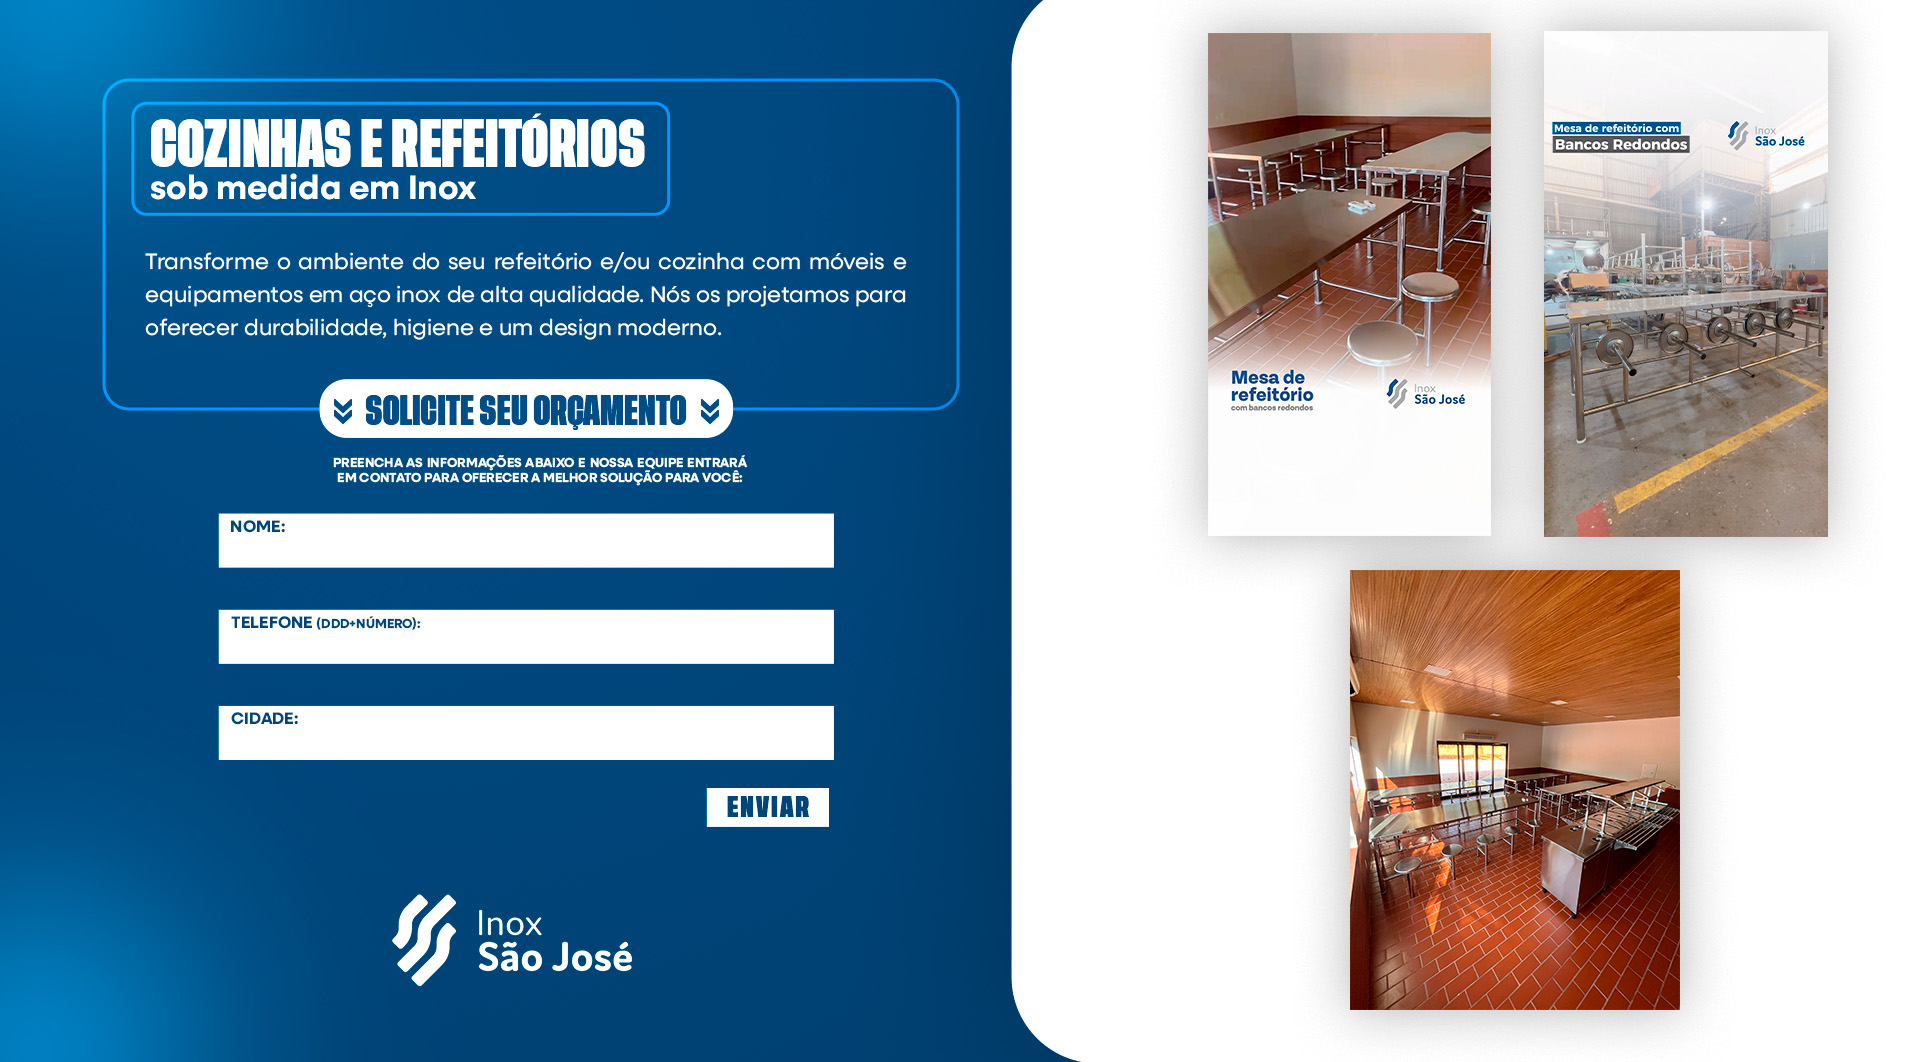 COZINHAS E REFEITÓRIOS
sob medida em Inox
Transforme o ambiente do seu refeitório e/ou cozinha com móveis e
equipamentos em aço inox de alta qualidade. Nós os projetamos para
oferecer durabilidade, higiene e um design moderno.
SOLICITE SEU ORÇAMENTO
PREENCHA AS INFORMAÇÕES ABAIXO E NOSSA EQUIPE ENTRARÁ
EM CONTATO PARA OFERECER A MELHOR SOLUÇÃO PARA VOCÊ:
NOME:
TELEFONE (DDD+NÚMERO):
CIDADE:
ENVIAR
Inox
São José
Mesa de
refeitório
com bancos redondos
Inox
São José
Mesa de refeitório com
Bancos Redondos
Inox
São José